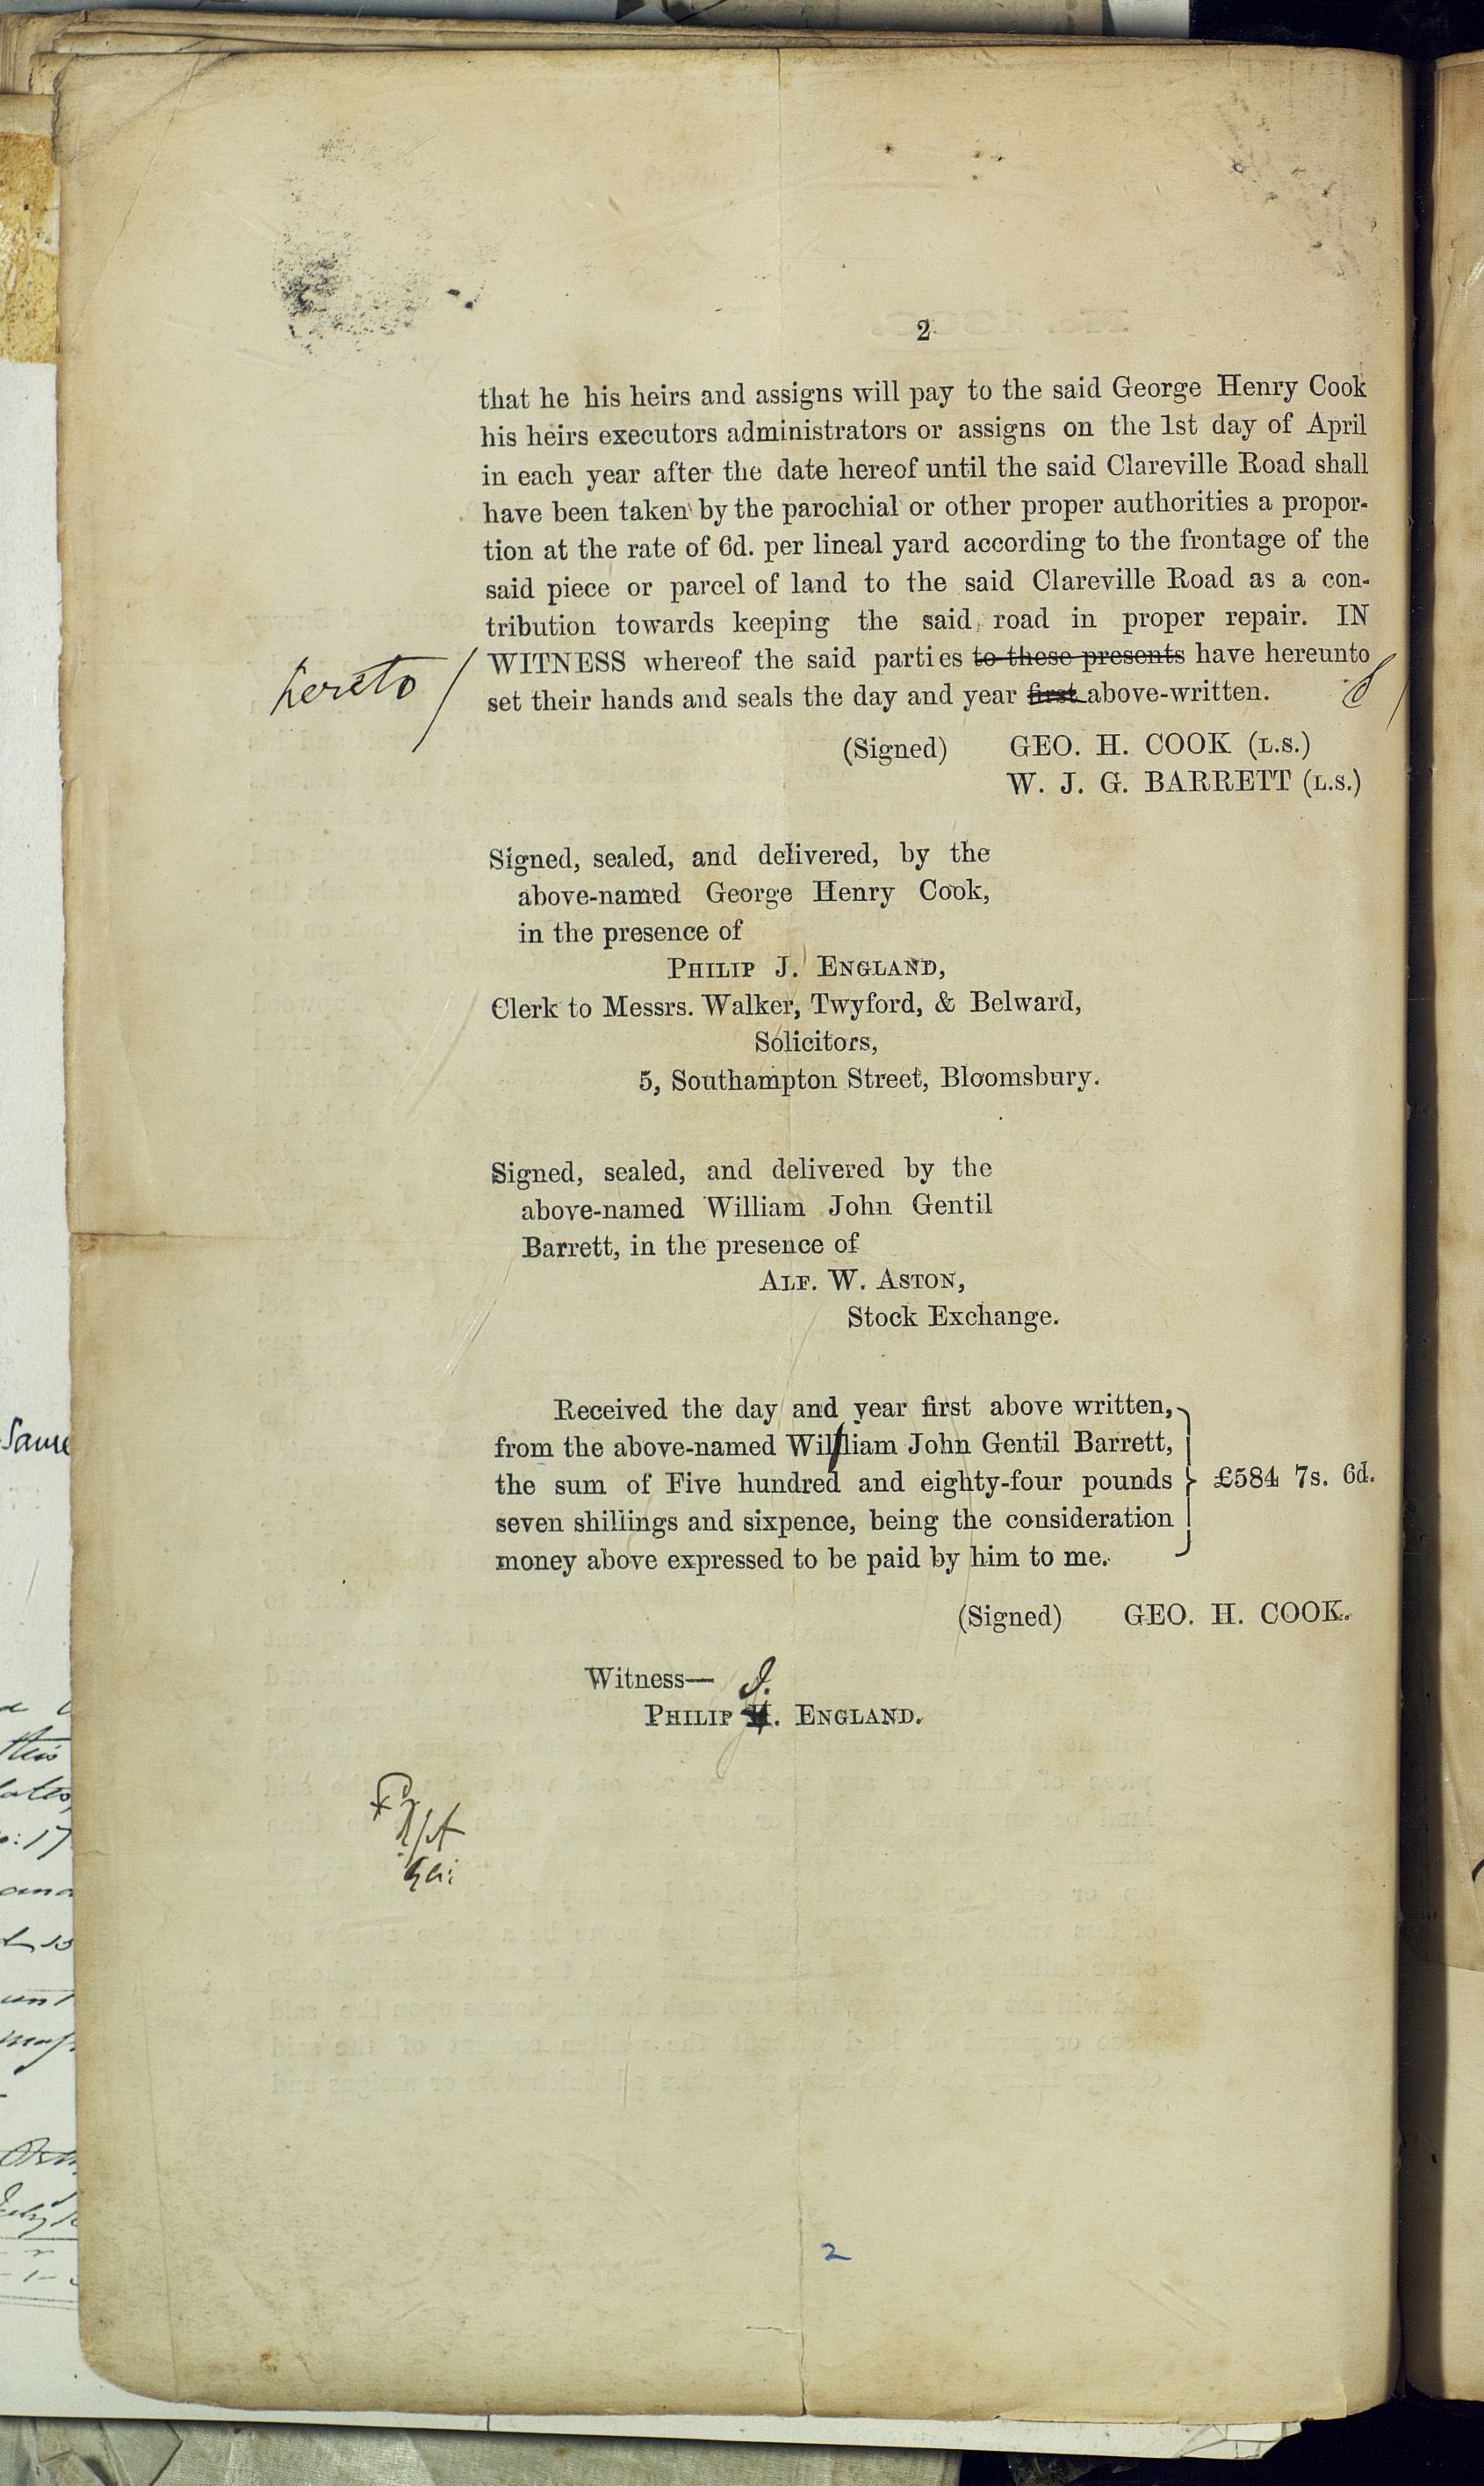 2
that he his heirs and assigns will pay to the said George Henry Cook
his heirs executors administrators or assigns on the 1st day of April
in each year after the date hereof until the said Clareville Road shall
have been taken by the parochial or other proper authorities a propor-
tion at the rate of 6d. per lineal yard according to the frontage of the
said piece or parcel of land to the said Clareville Road as a con-
tribution towards keeping the said road in proper repair. IN
hereto / WITNESS whereof the said parties to these presents have hereunto
set their hands and seals the day and year first above-written.
(Signed) GEO. H. COOK (L.S.)
W. J. G. BARRETT (L.S.)
Signed, sealed, and delivered, by the
above-named George Henry Cook,
in the presence of
PHILIP J. ENGLAND,
Clerk to Messrs. Walker, Twyford, & Belward,
Solicitors,
5, Southampton Street, Bloomsbury.
Signed, sealed, and delivered by the
above-named William John Gentil
Barrett, in the presence of
ALF. W. ASTON,
Stock Exchange.
Received the day and year first above written,
from the above-named William John Gentil Barrett,
the sum of Five hundred and eighty-four pounds } £584 7s. 6d.
seven shillings and sixpence, being the consideration
money above expressed to be paid by him to me.
(Signed) GEO. H. COOK.
Witness—
J.
PHILIP H. ENGLAND.
2
Same